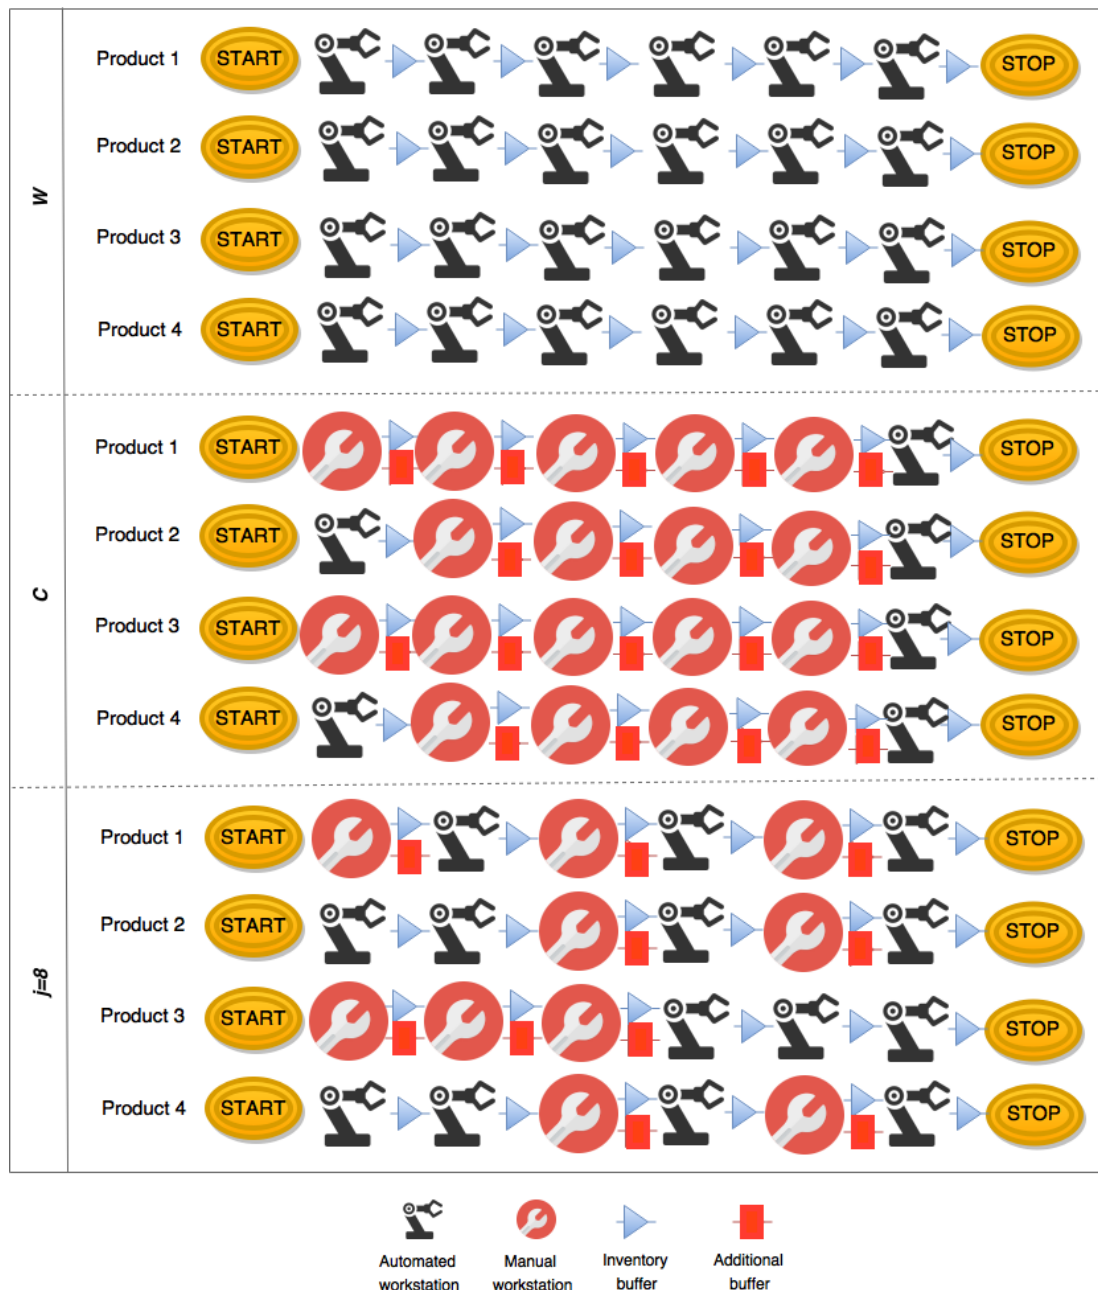 W
Product 1 START STOP
Product 2 START STOP
Product 3 START STOP
Product 4 START STOP
C
Product 1 START STOP
Product 2 START STOP
Product 3 START STOP
Product 4 START STOP
j=8
Product 1 START STOP
Product 2 START STOP
Product 3 START STOP
Product 4 START STOP
Automated workstation
Manual workstation
Inventory buffer
Additional buffer